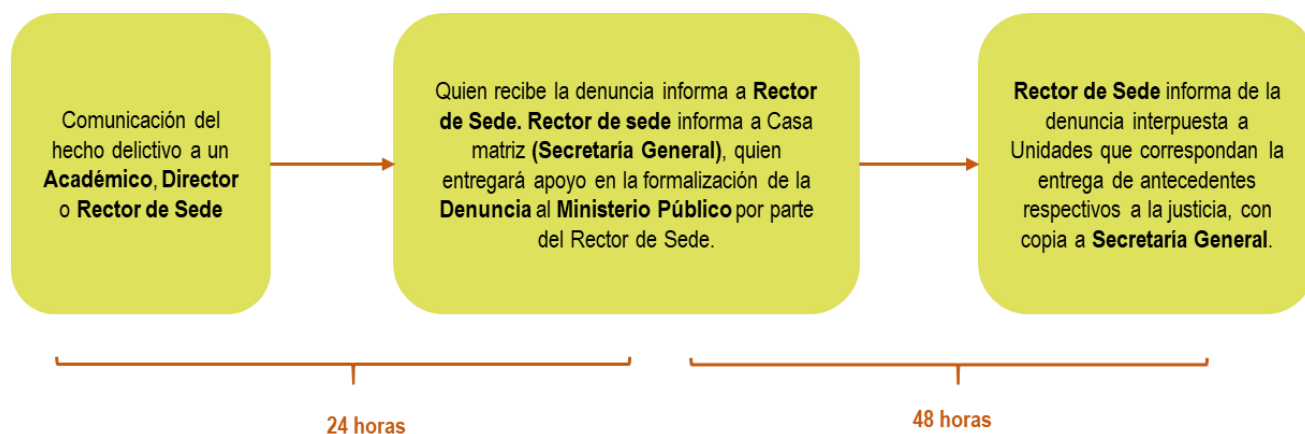 Comunicación del
hecho delictivo a un
Académico, Director
o Rector de Sede
Quien recibe la denuncia informa a Rector
de Sede. Rector de sede informa a Casa
matriz (Secretaría General), quien
entregará apoyo en la formalización de la
Denuncia al Ministerio Público por parte
del Rector de Sede.
Rector de Sede informa de la
denuncia interpuesta a
Unidades que correspondan la
entrega de antecedentes
respectivos a la justicia, con
copia a Secretaría General.
24 horas
48 horas